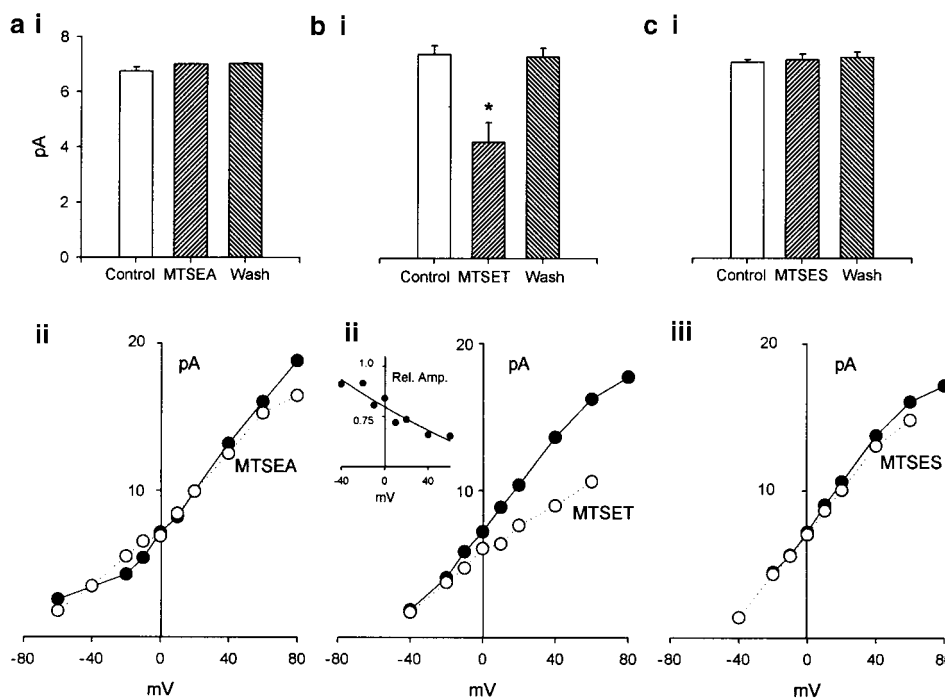 a i
b i
c i
8
6
4
2
0
pA
*
Control MTSEA Wash
Control MTSET Wash
Control MTSES Wash
ii
20
pA
10
MTSEA
-80 -40 0 40 80
mV
ii
20
pA
10
MTSET
1.0
Rel. Amp.
0.75
-40 0 40
mV
-80 -40 0 40 80
mV
iii
20
pA
10
MTSES
-80 -40 0 40 80
mV